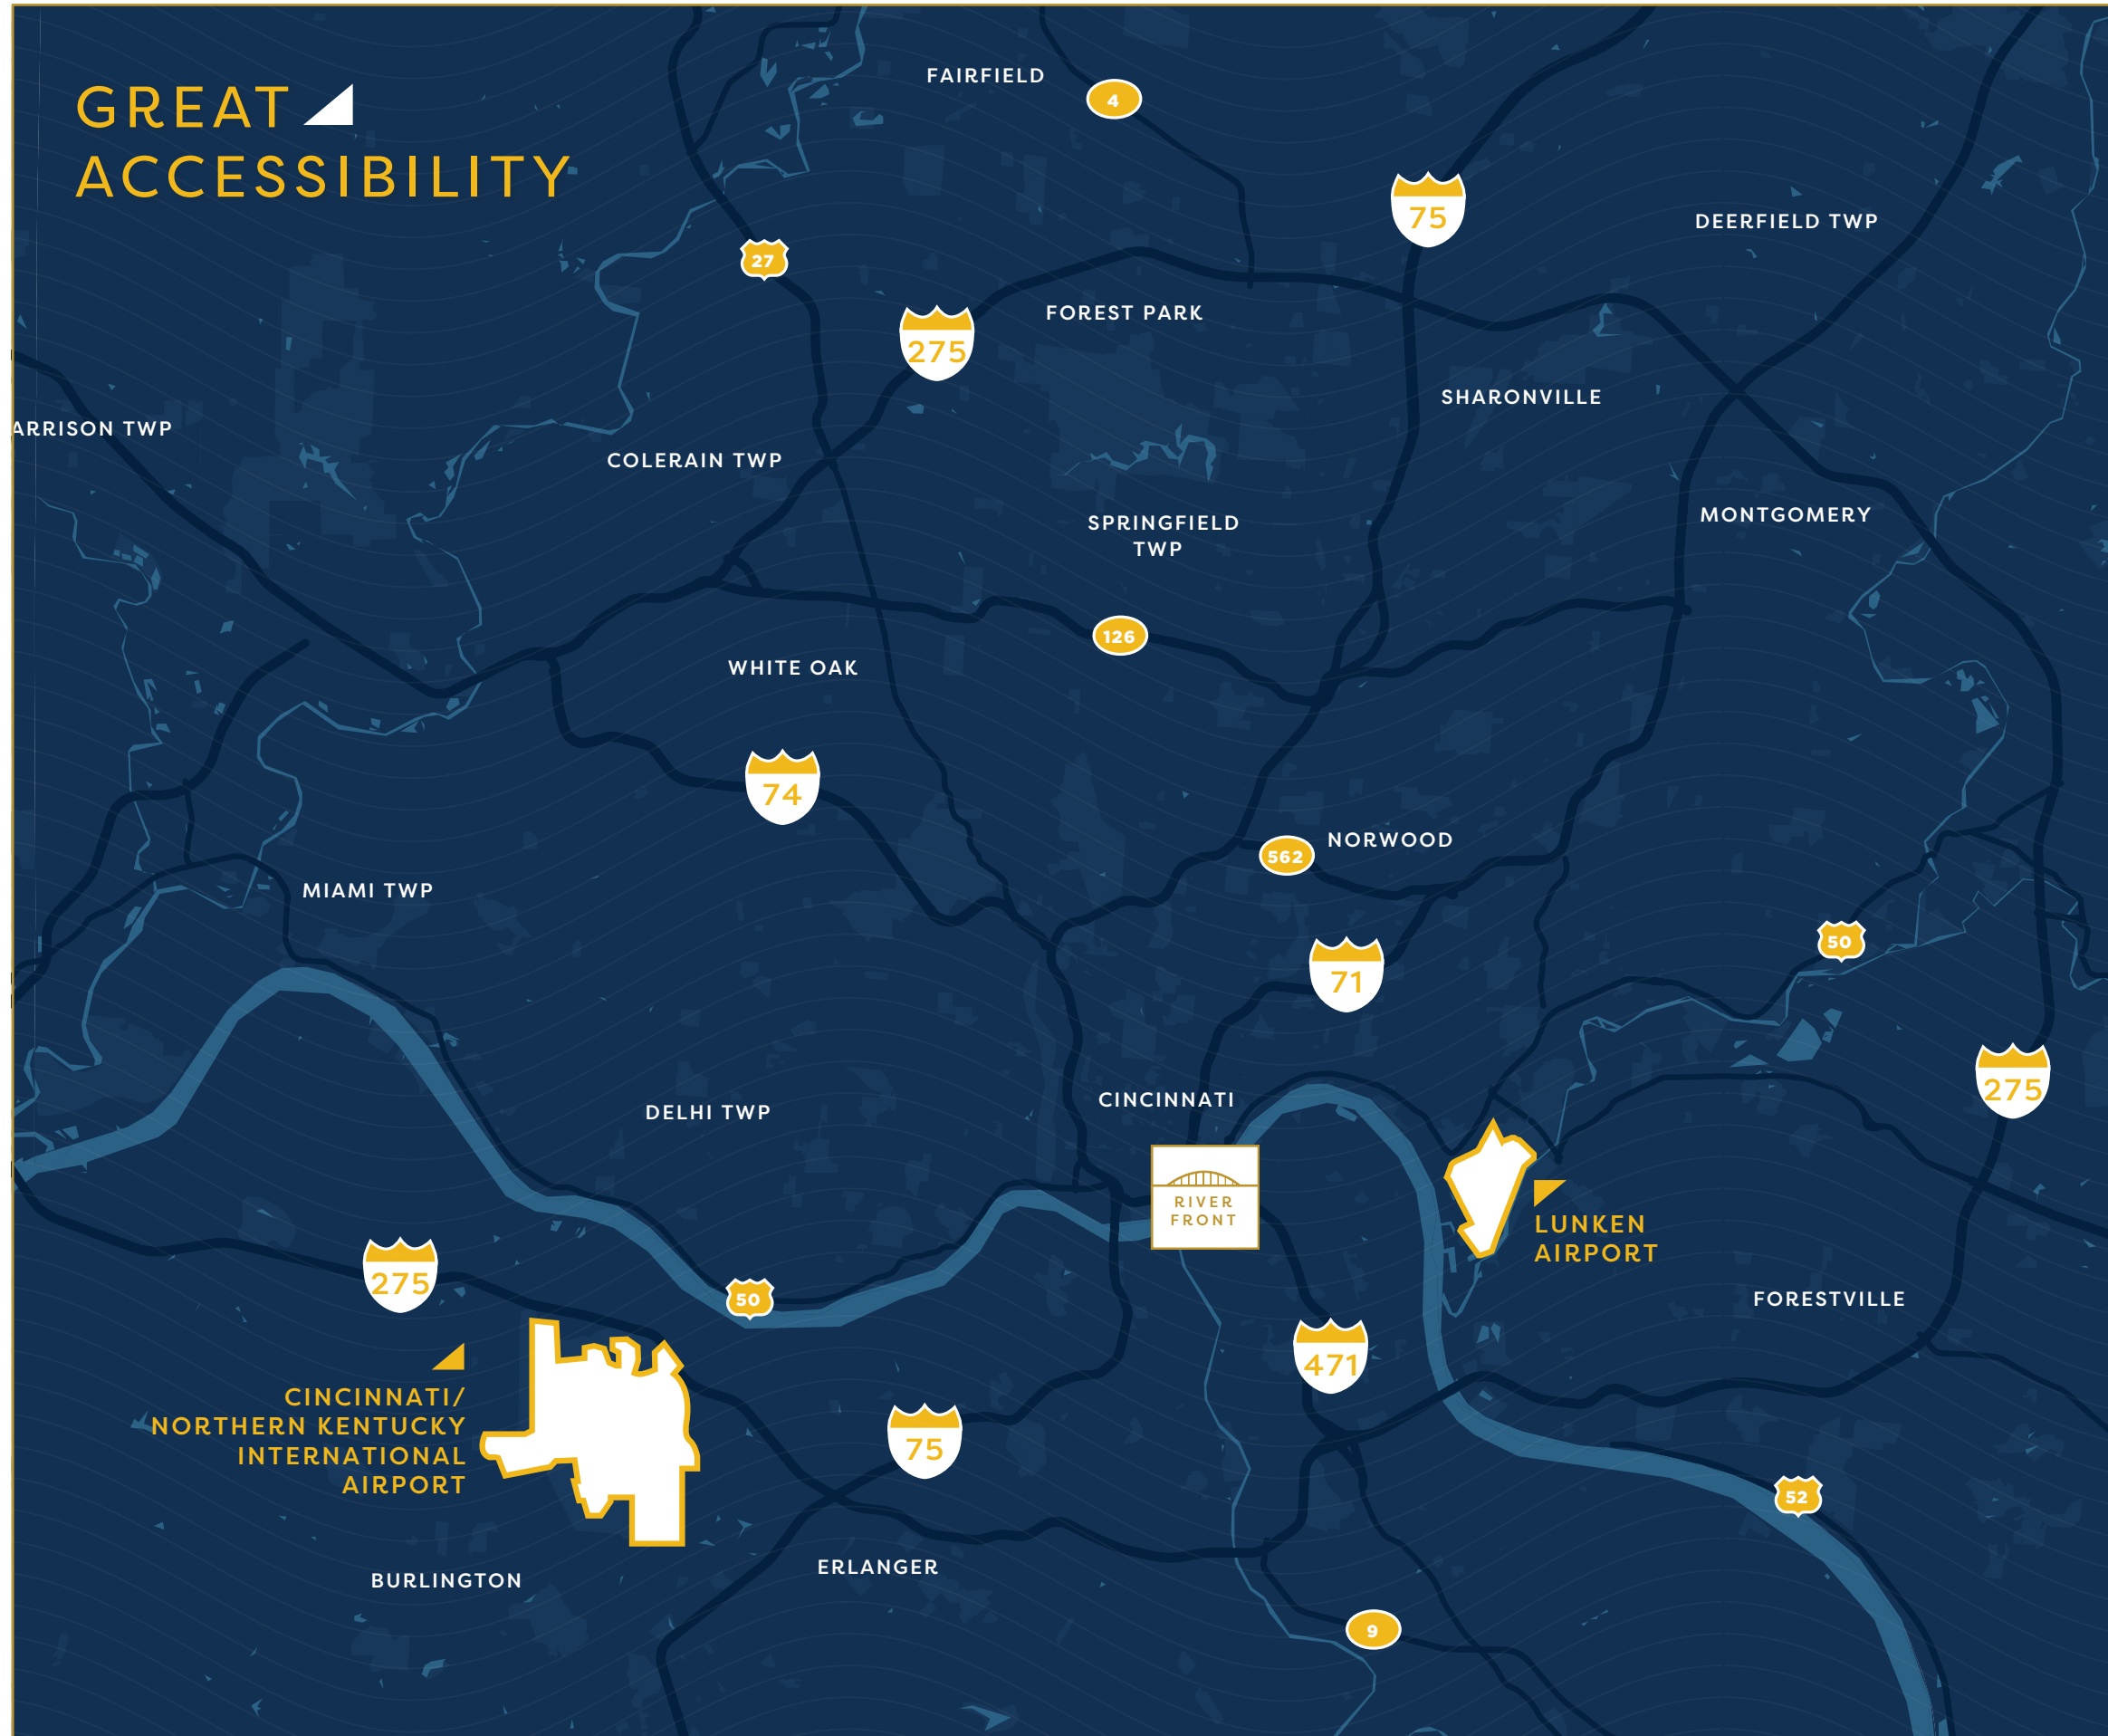 GREAT
ACCESSIBILITY
FAIRFIELD
4
75
DEERFIELD TWP
27
275
FOREST PARK
SHARONVILLE
ARRISON TWP
COLERAIN TWP
SPRINGFIELD
TWP
MONTGOMERY
126
WHITE OAK
74
562
NORWOOD
MIAMI TWP
50
71
275
CINCINNATI
DELHI TWP
RIVER
FRONT
LUNKEN
AIRPORT
275
50
FORESTVILLE
471
CINCINNATI/
NORTHERN KENTUCKY
INTERNATIONAL
AIRPORT
75
52
ERLANGER
BURLINGTON
9